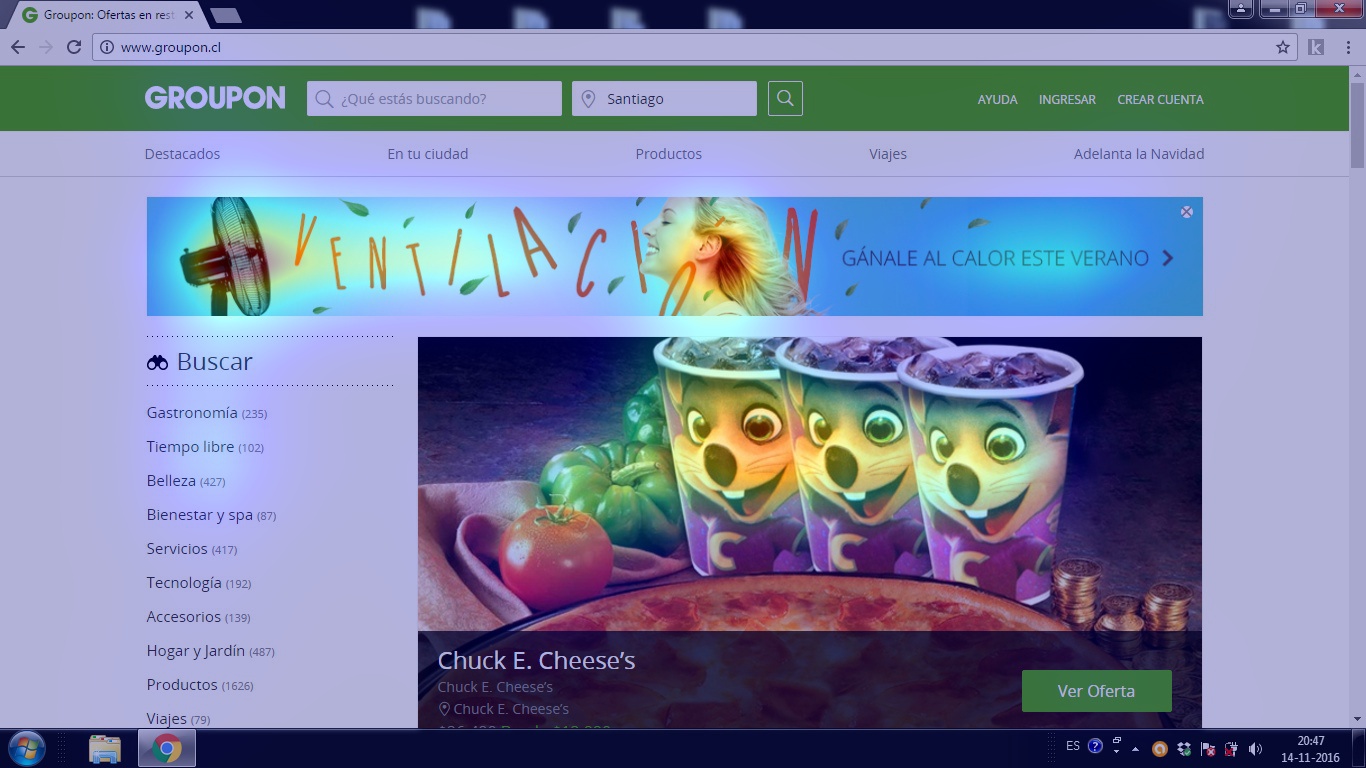 Groupon: Ofertas en rest
www.groupon.cl
GROUPON
¿Qué estás buscando?
Santiago
AYUDA
INGRESAR
CREAR CUENTA
Destacados
En tu ciudad
Productos
Viajes
Adelanta la Navidad
VENTILACIÓN
GÁNALE AL CALOR ESTE VERANO
Buscar
Gastronomía (235)
Tiempo libre (102)
Belleza (427)
Bienestar y spa (87)
Servicios (417)
Tecnología (192)
Accesorios (139)
Hogar y Jardín (487)
Productos (1626)
Viajes (79)
C
C
Chuck E. Cheese's
Chuck E. Cheese's
Chuck E. Cheese's
Ver Oferta
ES
20:47
14-11-2016